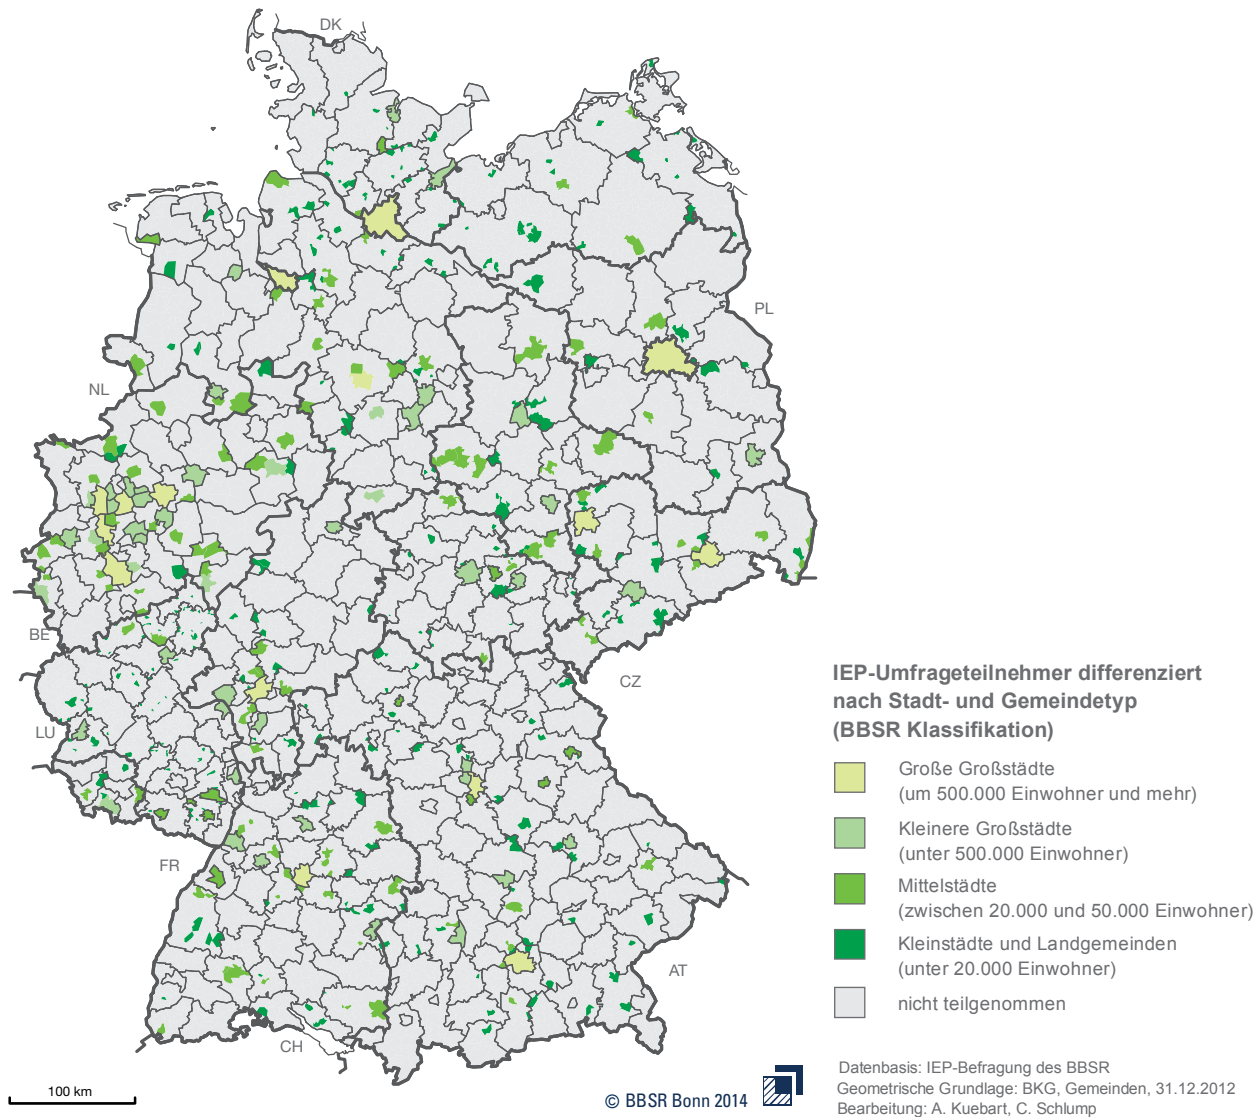 DK
PL
NL
BE
LU
CZ
FR
AT
CH
IEP-Umfrageteilnehmer differenziert
nach Stadt- und Gemeindetyp
(BBSR Klassifikation)
Große Großstädte
(um 500.000 Einwohner und mehr)
Kleinere Großstädte
(unter 500.000 Einwohner)
Mittelstädte
(zwischen 20.000 und 50.000 Einwohner)
Kleinstädte und Landgemeinden
(unter 20.000 Einwohner)
nicht teilgenommen
100 km
© BBSR Bonn 2014
Datenbasis: IEP-Befragung des BBSR
Geometrische Grundlage: BKG, Gemeinden, 31.12.2012
Bearbeitung: A. Kuebart, C. Schlump